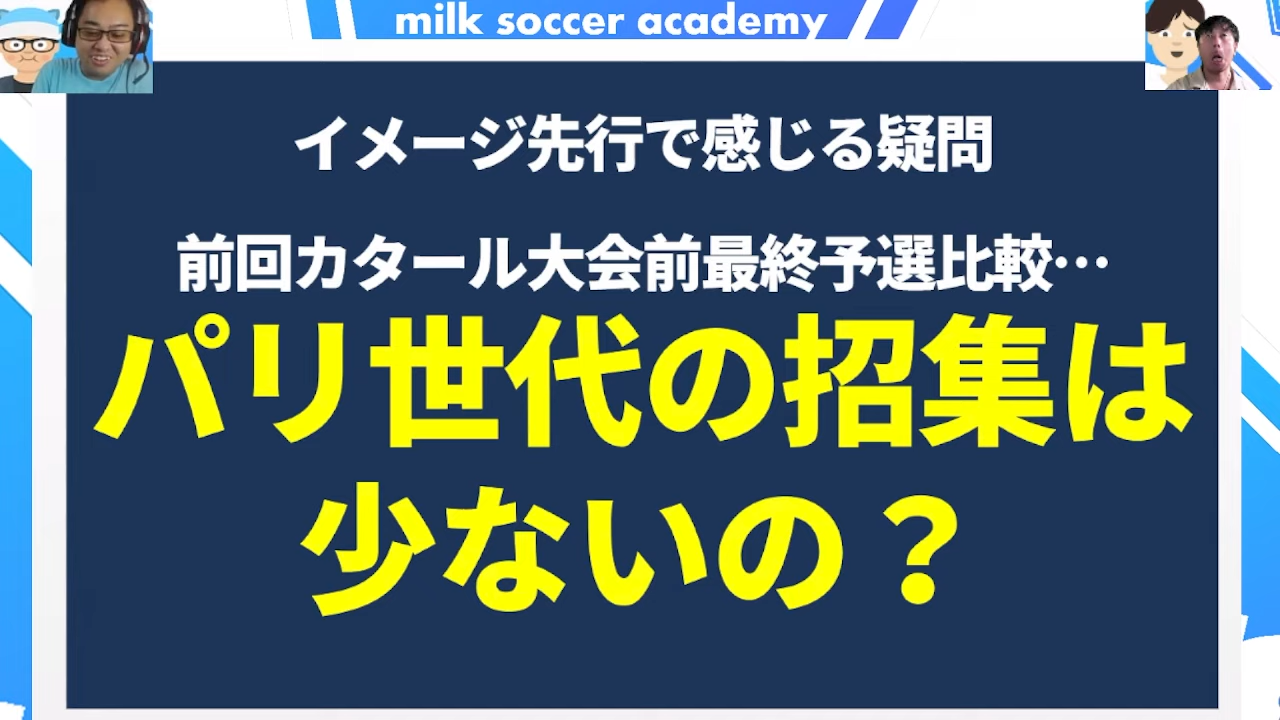 milk soccer academy
イメージ先行で感じる疑問
前回カタール大会前最終予選比較…
パリ世代の招集は
少ないの？